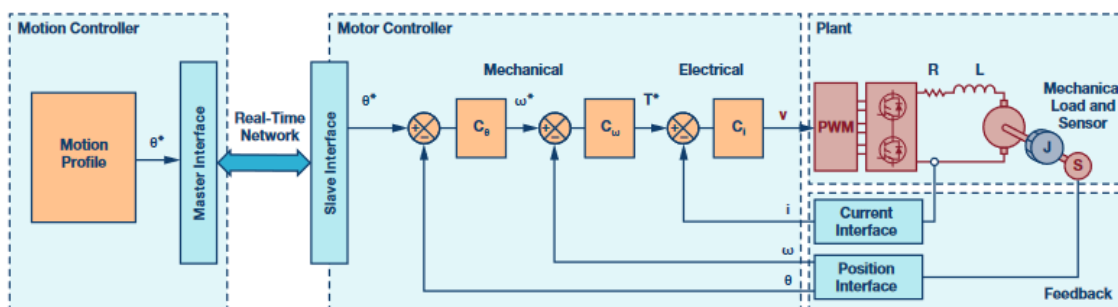 Motion Controller
Motion
Profile
θ*
Master Interface
Real-Time
Network
Motor Controller
Slave Interface
θ*
Mechanical
Cθ
ω*
Cω
T*
Electrical
Ci
v
i
ω
θ
Plant
PWM
R
L
Mechanical
Load and
Sensor
J
S
Current
Interface
Position
Interface
Feedback